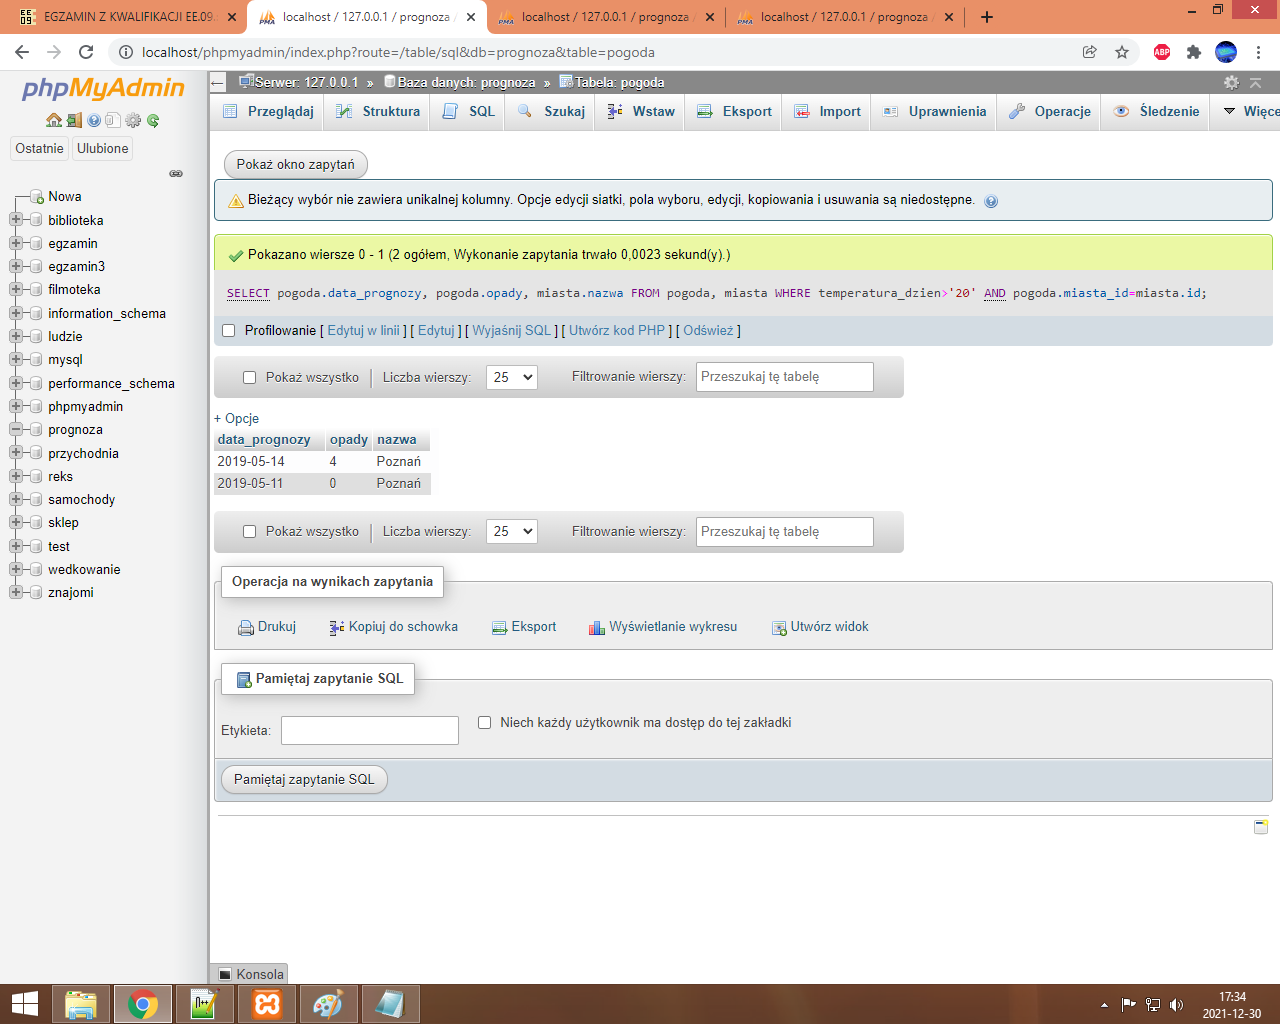 EGZAMIN Z KWALIFIKACJI EE.09
localhost / 127.0.0.1 / prognoza /
localhost / 127.0.0.1 / prognoza
localhost / 127.0.0.1 / prognoza
localhost/phpmyadmin/index.php?route=/table/sql&db=prognoza&table=pogoda
ABP
phpMyAdmin
Ostatnie
Ulubione
Nowa
biblioteka
egzamin
egzamin3
filmoteka
information_schema
ludzie
mysql
performance_schema
phpmyadmin
prognoza
przychodnia
reks
samochody
sklep
test
wedkowanie
znajomi
Serwer: 127.0.0.1 » Baza danych: prognoza » Tabela: pogoda
Przeglądaj Struktura SQL Szukaj Wstaw Eksport Import Uprawnienia Operacje Śledzenie Więce
Pokaż okno zapytań
Bieżący wybór nie zawiera unikalnej kolumny. Opcje edycji siatki, pola wyboru, edycji, kopiowania i usuwania są niedostępne.
Pokazano wiersze 0 - 1 (2 ogółem, Wykonanie zapytania trwało 0,0023 sekund(y).)
SELECT pogoda.data_prognozy, pogoda.opady, miasta.nazwa FROM pogoda, miasta WHERE temperatura_dzien>'20' AND pogoda.miasta_id=miasta.id;
Profilowanie [ Edytuj w linii ] [ Edytuj ] [ Wyjaśnij SQL ] [ Utwórz kod PHP ] [ Odśwież ]
Pokaż wszystko | Liczba wierszy: 25 Filtrowanie wierszy: Przeszukaj tę tabelę
+ Opcje
data_prognozy opady nazwa
2019-05-14 4 Poznań
2019-05-11 0 Poznań
Pokaż wszystko | Liczba wierszy: 25 Filtrowanie wierszy: Przeszukaj tę tabelę
Operacja na wynikach zapytania
Drukuj Kopiuj do schowka Eksport Wyświetlanie wykresu Utwórz widok
Pamiętaj zapytanie SQL
Etykieta: Niech każdy użytkownik ma dostęp do tej zakładki
Pamiętaj zapytanie SQL
Konsola
17:34
2021-12-30